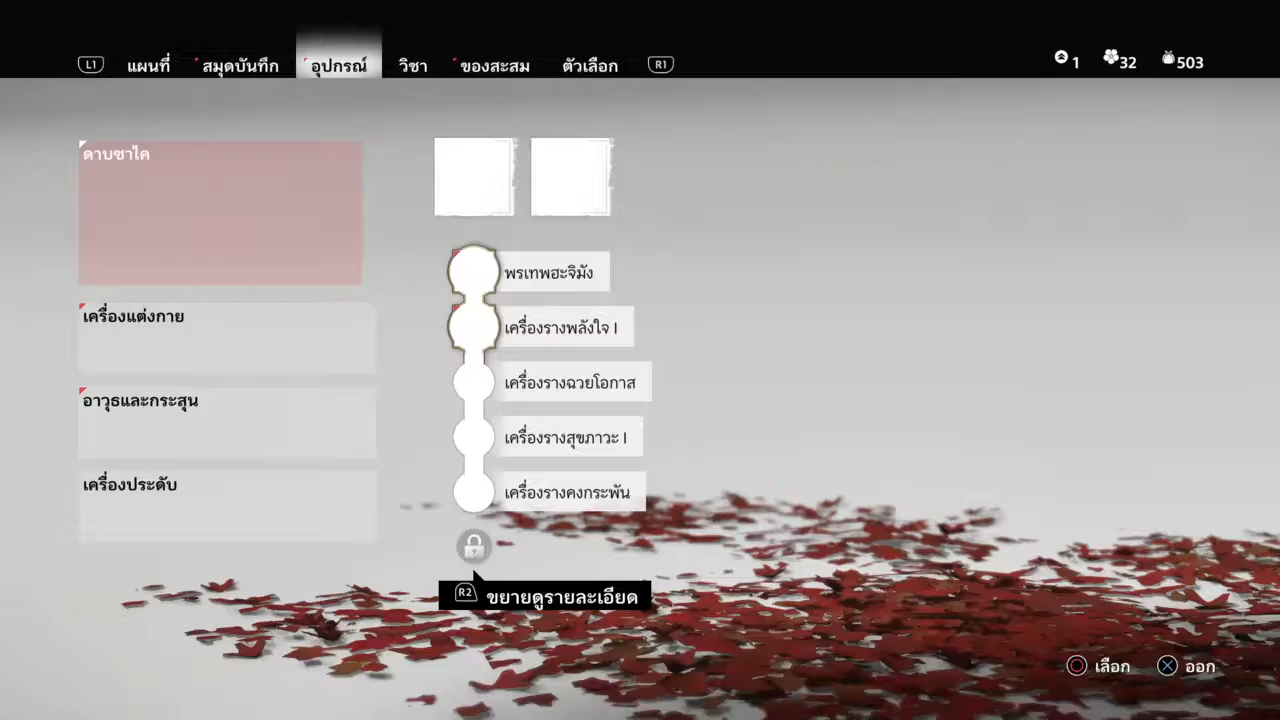 L1 แผนที่ สมุดบันทึก อุปกรณ์ วิชา ของสะสม ตัวเลือก R1 1 32 503
ดาบซาไค
เครื่องแต่งกาย
อาวุธและกระสุน
เครื่องประดับ
พรเทพฮะจิมัง
เครื่องรางพลังใจ I
เครื่องรางฉวยโอกาส
เครื่องรางสุขภาวะ I
เครื่องรางคงกระพัน
R2 ขยายดูรายละเอียด
เลือก ออก